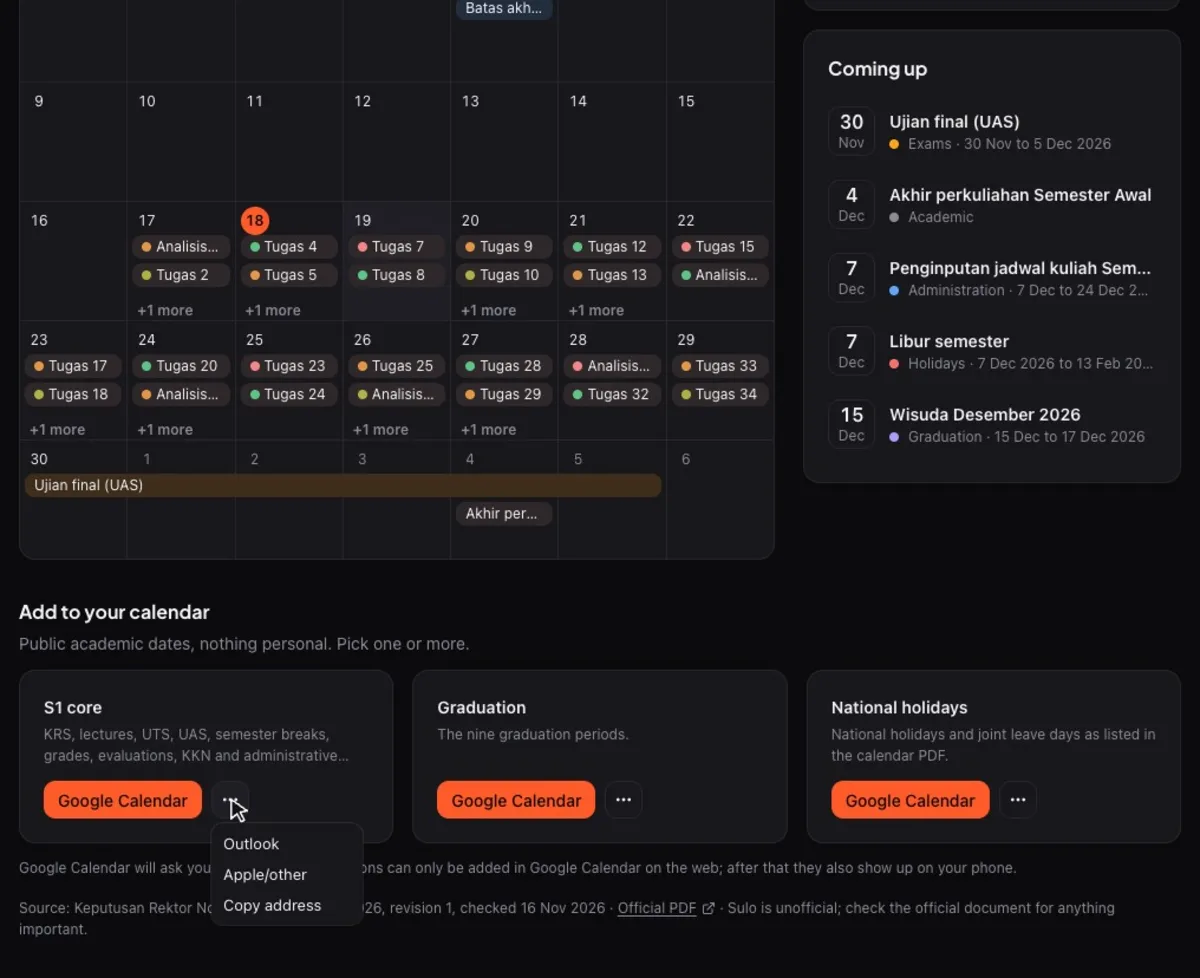 Batas akh...
9 10 11 12 13 14 15
16 17 18 19 20 21 22
Analisis... Tugas 4 Tugas 7 Tugas 9 Tugas 12 Tugas 15
Tugas 2 Tugas 5 Tugas 8 Tugas 10 Tugas 13 Analisis...
+1 more +1 more +1 more +1 more
23 24 25 26 27 28 29
Tugas 17 Tugas 20 Tugas 23 Tugas 25 Tugas 28 Analisis... Tugas 33
Tugas 18 Analisis... Tugas 24 Analisis... Tugas 29 Tugas 32 Tugas 34
+1 more +1 more +1 more +1 more
30 1 2 3 4 5 6
Ujian final (UAS)
Akhir per...
Coming up
30 Nov
Ujian final (UAS)
Exams · 30 Nov to 5 Dec 2026
4 Dec
Akhir perkuliahan Semester Awal
Academic
7 Dec
Penginputan jadwal kuliah Sem...
Administration · 7 Dec to 24 Dec 2...
7 Dec
Libur semester
Holidays · 7 Dec 2026 to 13 Feb 20...
15 Dec
Wisuda Desember 2026
Graduation · 15 Dec to 17 Dec 2026
Add to your calendar
Public academic dates, nothing personal. Pick one or more.
S1 core
KRS, lectures, UTS, UAS, semester breaks,
grades, evaluations, KKN and administrative...
Google Calendar ...
Outlook
Apple/other
Copy address
Graduation
The nine graduation periods.
Google Calendar ...
National holidays
National holidays and joint leave days as listed in
the calendar PDF.
Google Calendar ...
Google Calendar will ask you ons can only be added in Google Calendar on the web; after that they also show up on your phone.
Source: Keputusan Rektor No 26, revision 1, checked 16 Nov 2026 · Official PDF · Sulo is unofficial; check the official document for anything
important.